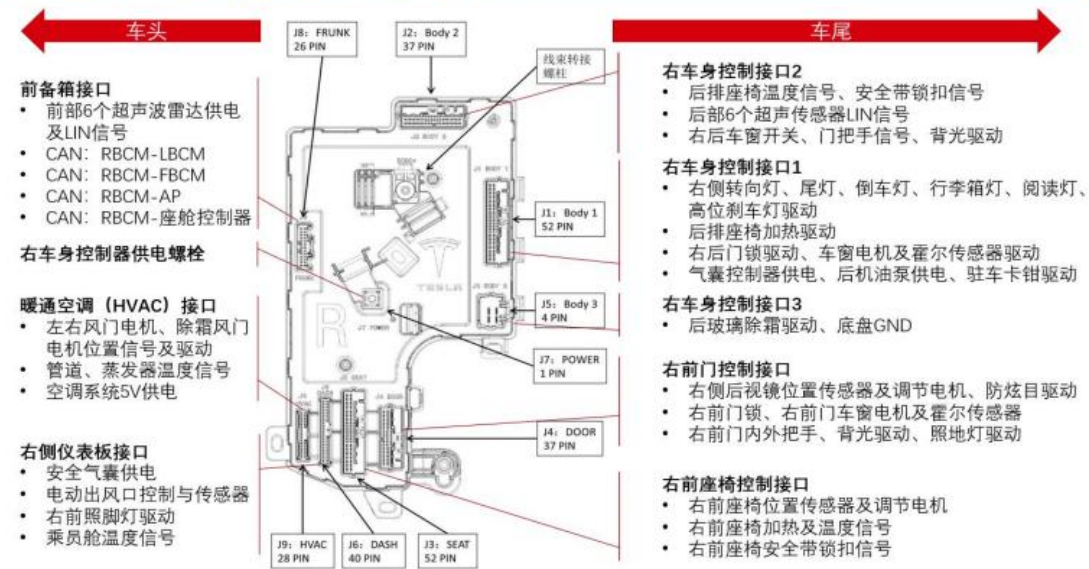 车头
车尾
J8: FRUNK
26 PIN
J2: Body 2
37 PIN
线束转接
螺柱
前备箱接口
• 前部6个超声波雷达供电
及LIN信号
• CAN: RBCM-LBCM
• CAN: RBCM-FBCM
• CAN: RBCM-AP
• CAN: RBCM-座舱控制器
右车身控制器供电螺栓
暖通空调（HVAC）接口
• 左右风门电机、除霜风门
电机位置信号及驱动
• 管道、蒸发器温度信号
• 空调系统5V供电
右侧仪表板接口
• 安全气囊供电
• 电动出风口控制与传感器
• 右前照脚灯驱动
• 乘员舱温度信号
J1 BODY 1
TESLA
R
J7 POWER
J4 DOOR
J1: Body 1
52 PIN
J5: Body 3
4 PIN
J7: POWER
1 PIN
J4: DOOR
37 PIN
J9: HVAC
28 PIN
J6: DASH
40 PIN
J3: SEAT
52 PIN
右车身控制接口2
• 后排座椅温度信号、安全带锁扣信号
• 后部6个超声传感器LIN信号
• 右后车窗开关、门把手信号、背光驱动
右车身控制接口1
• 右侧转向灯、尾灯、倒车灯、行李箱灯、阅读灯、
高位刹车灯驱动
• 后排座椅加热驱动
• 右后门锁驱动、车窗电机及霍尔传感器驱动
• 气囊控制器供电、后机油泵供电、驻车卡钳驱动
右车身控制接口3
• 后玻璃除霜驱动、底盘GND
右前门控制接口
• 右侧后视镜位置传感器及调节电机、防炫目驱动
• 右前门锁、右前门车窗电机及霍尔传感器
• 右前门内外把手、背光驱动、照地灯驱动
右前座椅控制接口
• 右前座椅位置传感器及调节电机
• 右前座椅加热及温度信号
• 右前座椅安全带锁扣信号